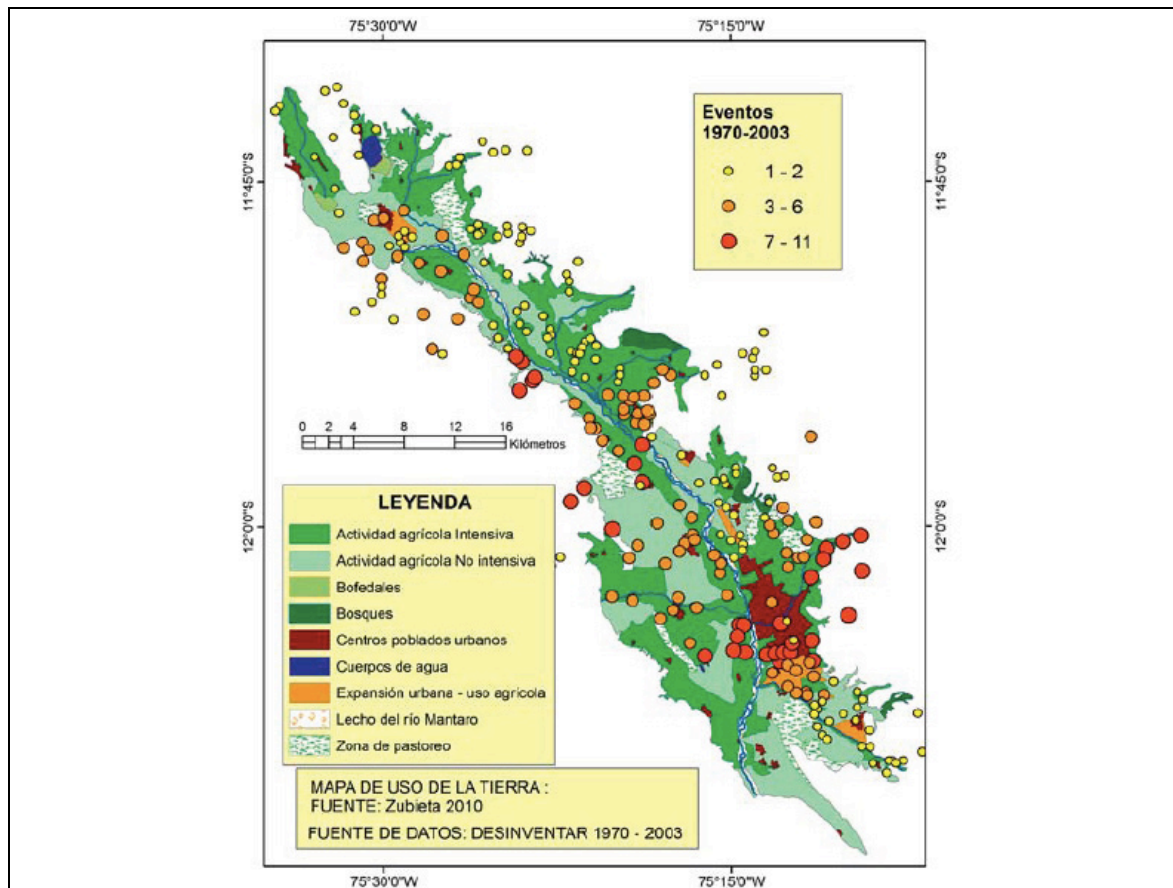 75°30'0"W
75°15'0"W
11°45'0"S
11°45'0"S
Eventos
1970-2003
1 - 2
3 - 6
7 - 11
0 2 4 8 12 16
Kilómetros
12°0'0"S
12°0'0"S
LEYENDA
Actividad agrícola Intensiva
Actividad agrícola No intensiva
Bofedales
Bosques
Centros poblados urbanos
Cuerpos de agua
Expansión urbana - uso agrícola
Lecho del río Mantaro
Zona de pastoreo
MAPA DE USO DE LA TIERRA :
FUENTE: Zubieta 2010
FUENTE DE DATOS: DESINVENTAR 1970 - 2003
75°30'0"W
75°15'0"W